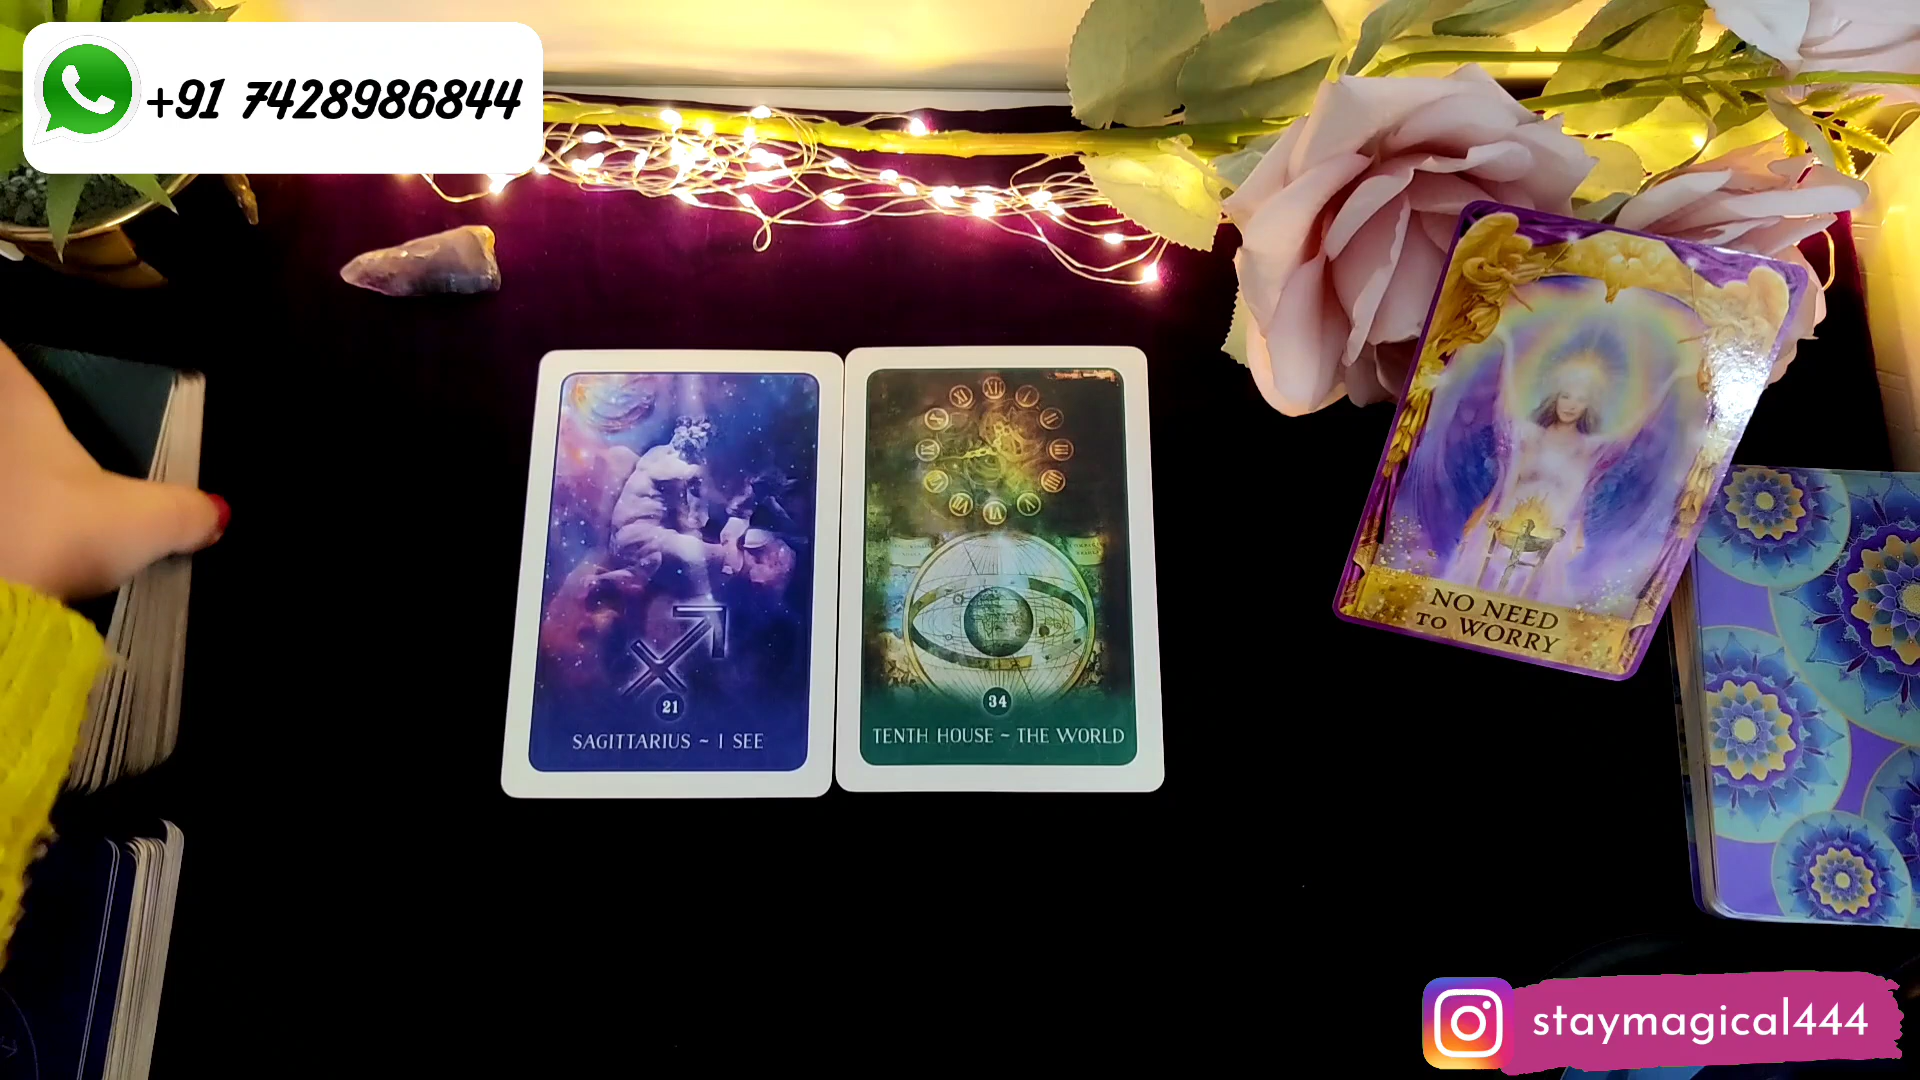 +91 7428986844
21
SAGITTARIUS ~ I SEE
34
TENTH HOUSE ~ THE WORLD
NO NEED
TO WORRY
staymagical444